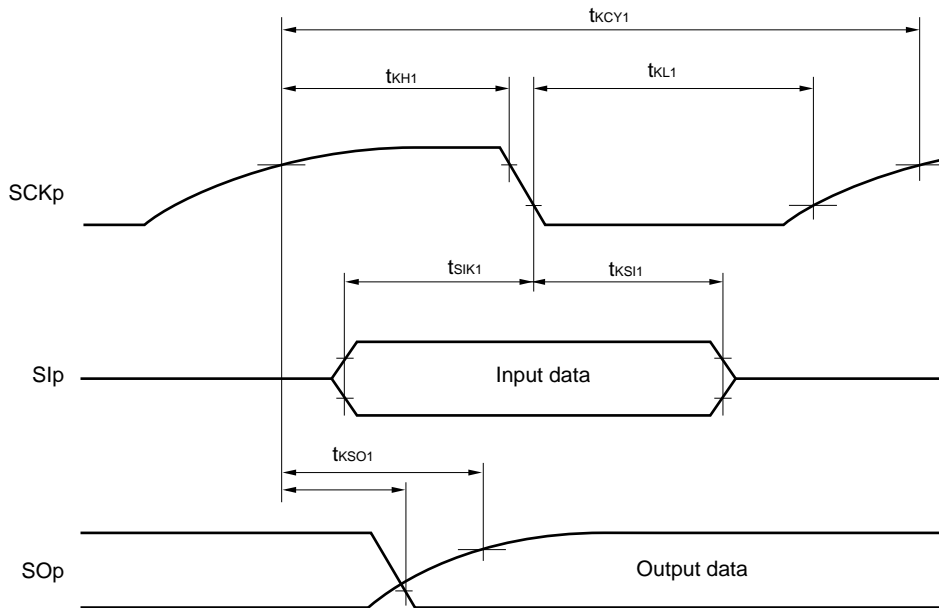 tKCY1
tKH1
tKL1
SCKp
tSIK1
tKSI1
SIp
Input data
tKSO1
SOp
Output data